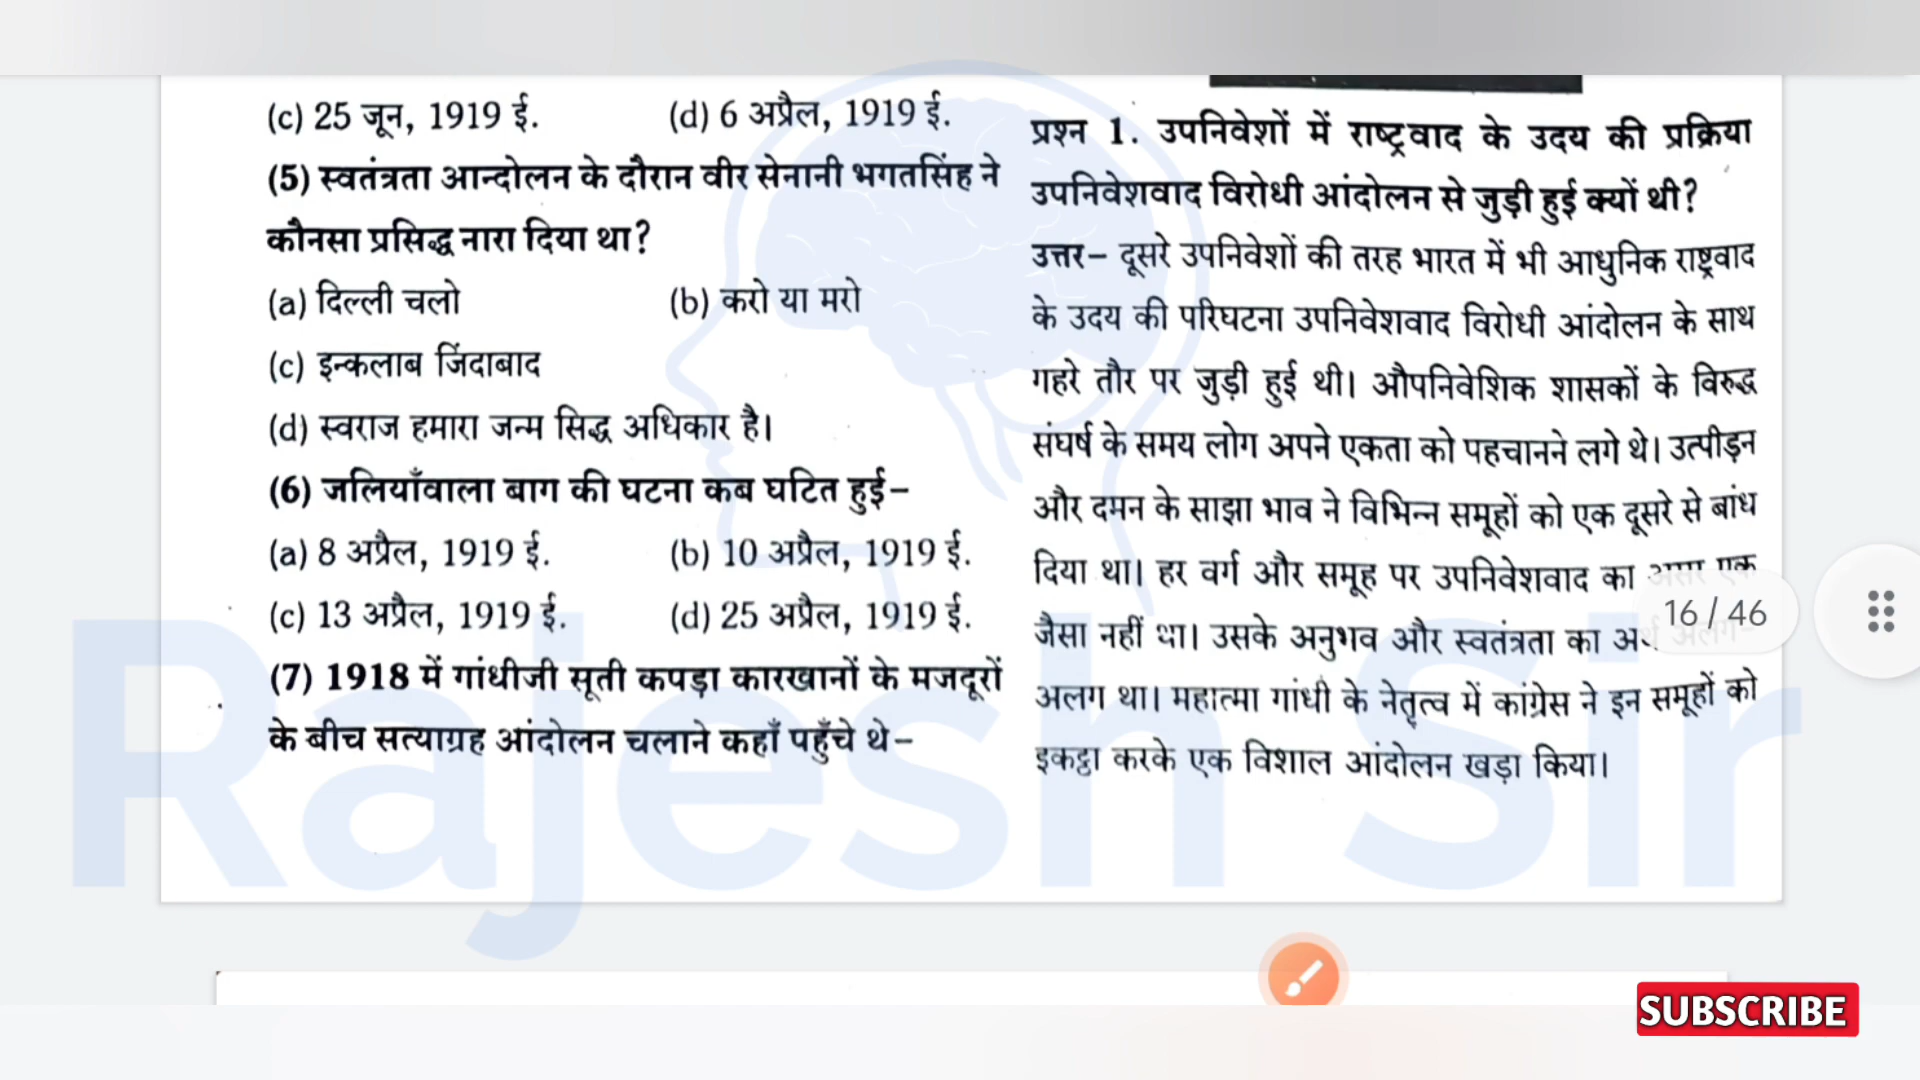 (c) 25 जून, 1919 ई. (d) 6 अप्रैल, 1919 ई.
(5) स्वतंत्रता आन्दोलन के दौरान वीर सेनानी भगतसिंह ने
कौनसा प्रसिद्ध नारा दिया था?
(a) दिल्ली चलो (b) करो या मरो
(c) इन्कलाब जिंदाबाद
(d) स्वराज हमारा जन्म सिद्ध अधिकार है।
(6) जलियाँवाला बाग की घटना कब घटित हुई–
(a) 8 अप्रैल, 1919 ई. (b) 10 अप्रैल, 1919 ई.
(c) 13 अप्रैल, 1919 ई. (d) 25 अप्रैल, 1919 ई.
(7) 1918 में गांधीजी सूती कपड़ा कारखानों के मजदूरों
के बीच सत्याग्रह आंदोलन चलाने कहाँ पहुँचे थे–
प्रश्न 1. उपनिवेशों में राष्ट्रवाद के उदय की प्रक्रिया
उपनिवेशवाद विरोधी आंदोलन से जुड़ी हुई क्यों थी?
उत्तर– दूसरे उपनिवेशों की तरह भारत में भी आधुनिक राष्ट्रवाद
के उदय की परिघटना उपनिवेशवाद विरोधी आंदोलन के साथ
गहरे तौर पर जुड़ी हुई थी। औपनिवेशिक शासकों के विरुद्ध
संघर्ष के समय लोग अपने एकता को पहचानने लगे थे। उत्पीड़न
और दमन के साझा भाव ने विभिन्न समूहों को एक दूसरे से बांध
दिया था। हर वर्ग और समूह पर उपनिवेशवाद का एक
जैसा नहीं था। उसके अनुभव और स्वतंत्रता का अलग-
अलग था। महात्मा गांधी के नेतृत्व में कांग्रेस ने इन समूहों को
इकट्ठा करके एक विशाल आंदोलन खड़ा किया।
16 / 46
Rajesh Sir
SUBSCRIBE